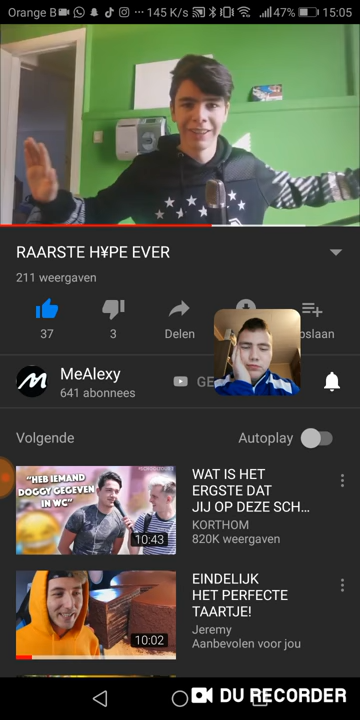 Orange B
145 K/s
47%
15:05
RAARSTE H¥PE EVER
211 weergaven
37
3
Delen
oslaan
MeAlexy
641 abonnees
GE
Volgende
Autoplay
"HEB IEMAND
DOGGY GEGEVEN
IN WC"
10:43
WAT IS HET
ERGSTE DAT
JIJ OP DEZE SCH...
KORTHOM
820K weergaven
10:02
EINDELIJK
HET PERFECTE
TAARTJE!
Jeremy
Aanbevolen voor jou
DU RECORDER